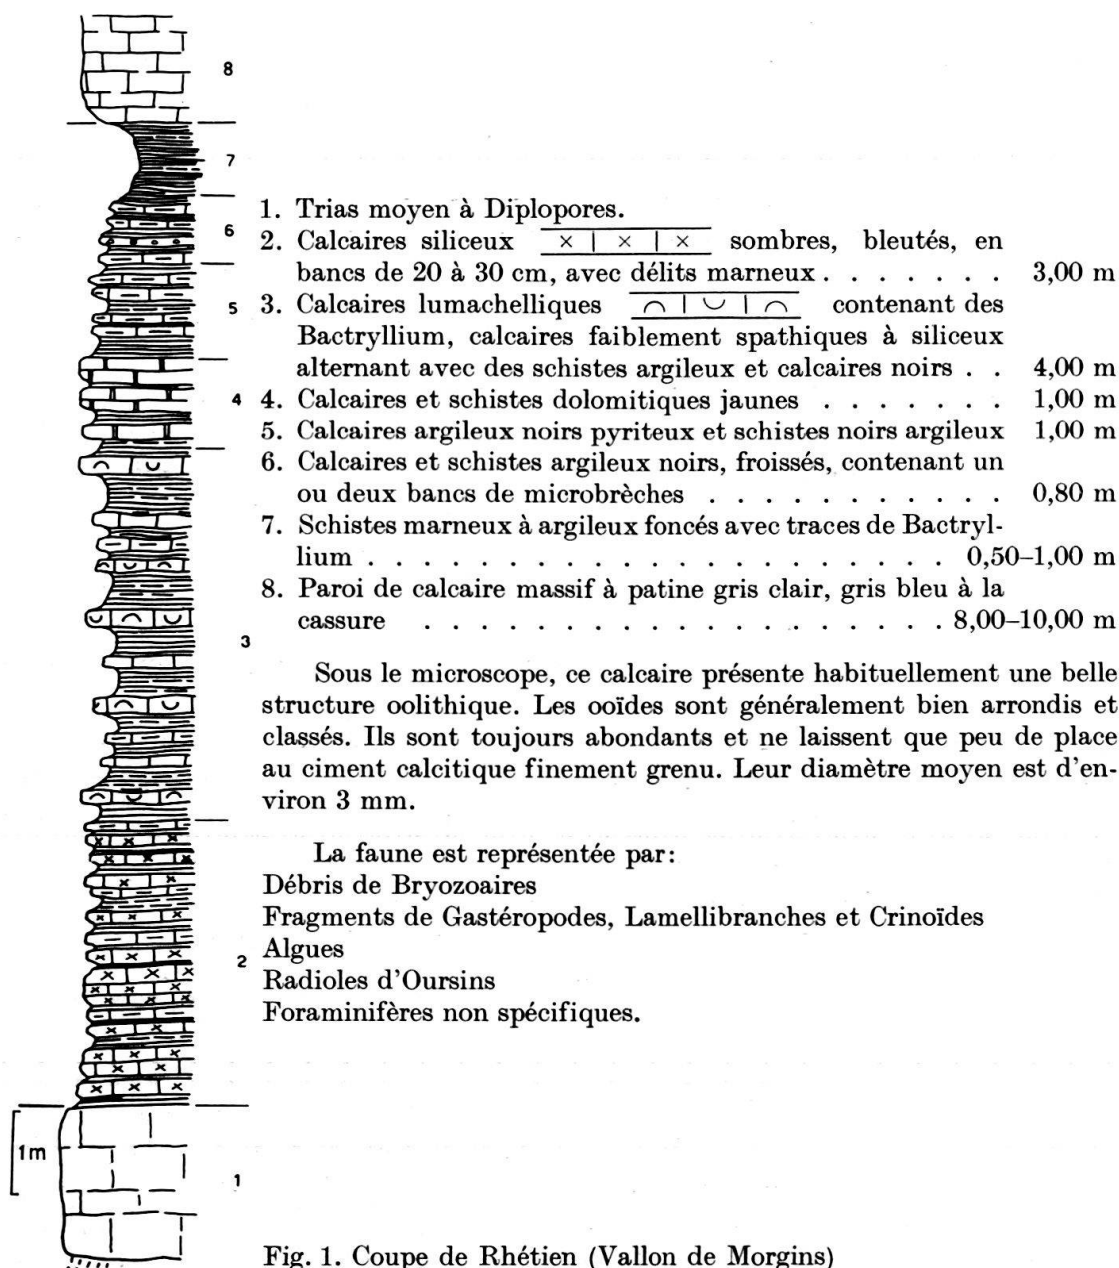 8
7
6
5
4
3
2
1
1m
1. Trias moyen à Diplopores.
2. Calcaires siliceux × | × | × sombres, bleutés, en
bancs de 20 à 30 cm, avec délits marneux . . . . . . . 3,00 m
3. Calcaires lumachelliques contenant des
Bactryllium, calcaires faiblement spathiques à siliceux
alternant avec des schistes argileux et calcaires noirs . . 4,00 m
4. Calcaires et schistes dolomitiques jaunes . . . . . . . 1,00 m
5. Calcaires argileux noirs pyriteux et schistes noirs argileux 1,00 m
6. Calcaires et schistes argileux noirs, froissés, contenant un
ou deux bancs de microbrèches . . . . . . . . . . . 0,80 m
7. Schistes marneux à argileux foncés avec traces de Bactryl-
lium . . . . . . . . . . . . . . . . . . . . . 0,50–1,00 m
8. Paroi de calcaire massif à patine gris clair, gris bleu à la
cassure . . . . . . . . . . . . . . . . . . . 8,00–10,00 m
Sous le microscope, ce calcaire présente habituellement une belle
structure oolithique. Les ooïdes sont généralement bien arrondis et
classés. Ils sont toujours abondants et ne laissent que peu de place
au ciment calcitique finement grenu. Leur diamètre moyen est d'en-
viron 3 mm.
La faune est représentée par:
Débris de Bryozoaires
Fragments de Gastéropodes, Lamellibranches et Crinoïdes
Algues
Radioles d'Oursins
Foraminifères non spécifiques.
Fig. 1. Coupe de Rhétien (Vallon de Morgins)